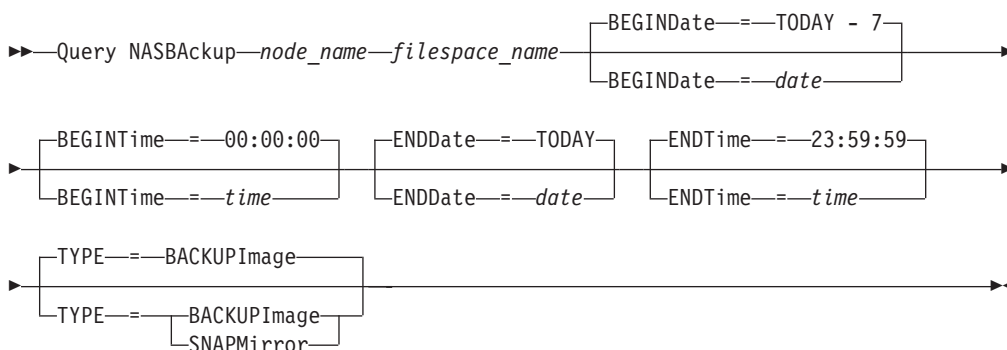 BEGINDate = TODAY - 7
Query NASBAckup node_name filespace_name
BEGINDate = date
BEGINTime = 00:00:00 ENDDate = TODAY ENDTime = 23:59:59
BEGINTime = time ENDDate = date ENDTime = time
TYPE = BACKUPImage
TYPE = BACKUPImage
SNAPMirror